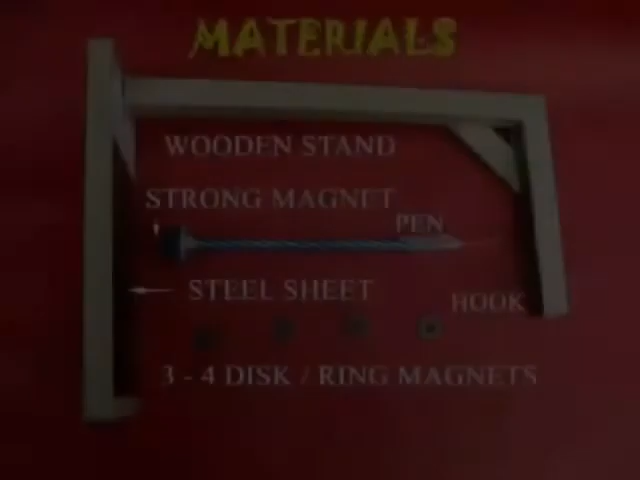 MATERIALS
WOODEN STAND
STRONG MAGNET
PEN
STEEL SHEET
HOOK
3 - 4 DISK / RING MAGNETS